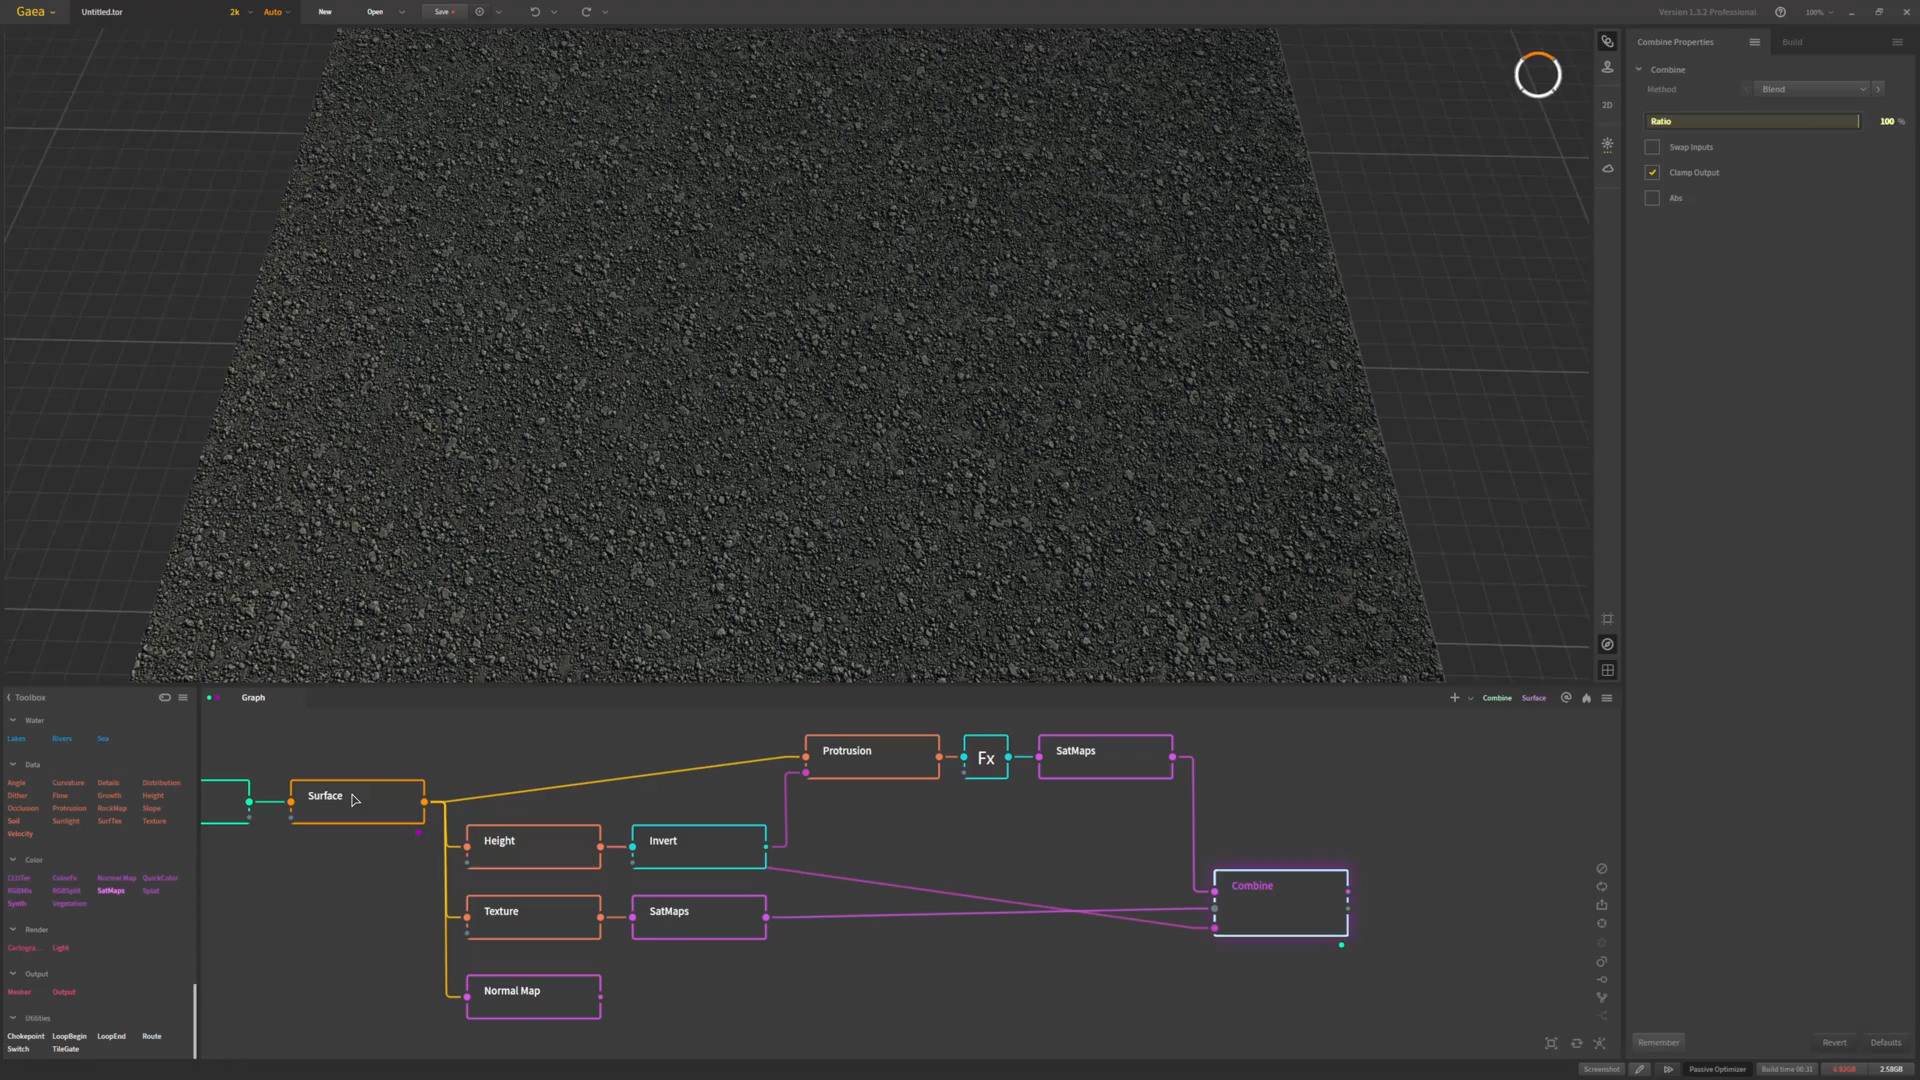 Gaea
Untitled.tor
2k
Auto
New
Open
Save
Version 1.3.2 Professional
100%
Combine Properties
Build
Combine
Method
Blend
Ratio
100 %
Swap Inputs
Clamp Output
Abs
2D
Toolbox
Graph
Combine
Surface
Water
Lakes Rivers Sea
Data
Angle Curvature Details Distribution
Dither Flow Growth Height
Occlusion Protrusion RockMap Slope
Soil Sunlight SurfTex Texture
Velocity
Color
CLUTer ColorFx Normal Map QuickColor
RGBMix RGBSplit SatMaps Splat
Synth Vegetation
Render
Cartogra... Light
Output
Mesher Output
Utilities
Chokepoint LoopBegin LoopEnd Route
Switch TileGate
Surface
Protrusion
Fx
SatMaps
Height
Invert
Texture
SatMaps
Combine
Normal Map
Remember
Revert
Defaults
Screenshot
Passive Optimizer
Build time 00.31
2.58GB